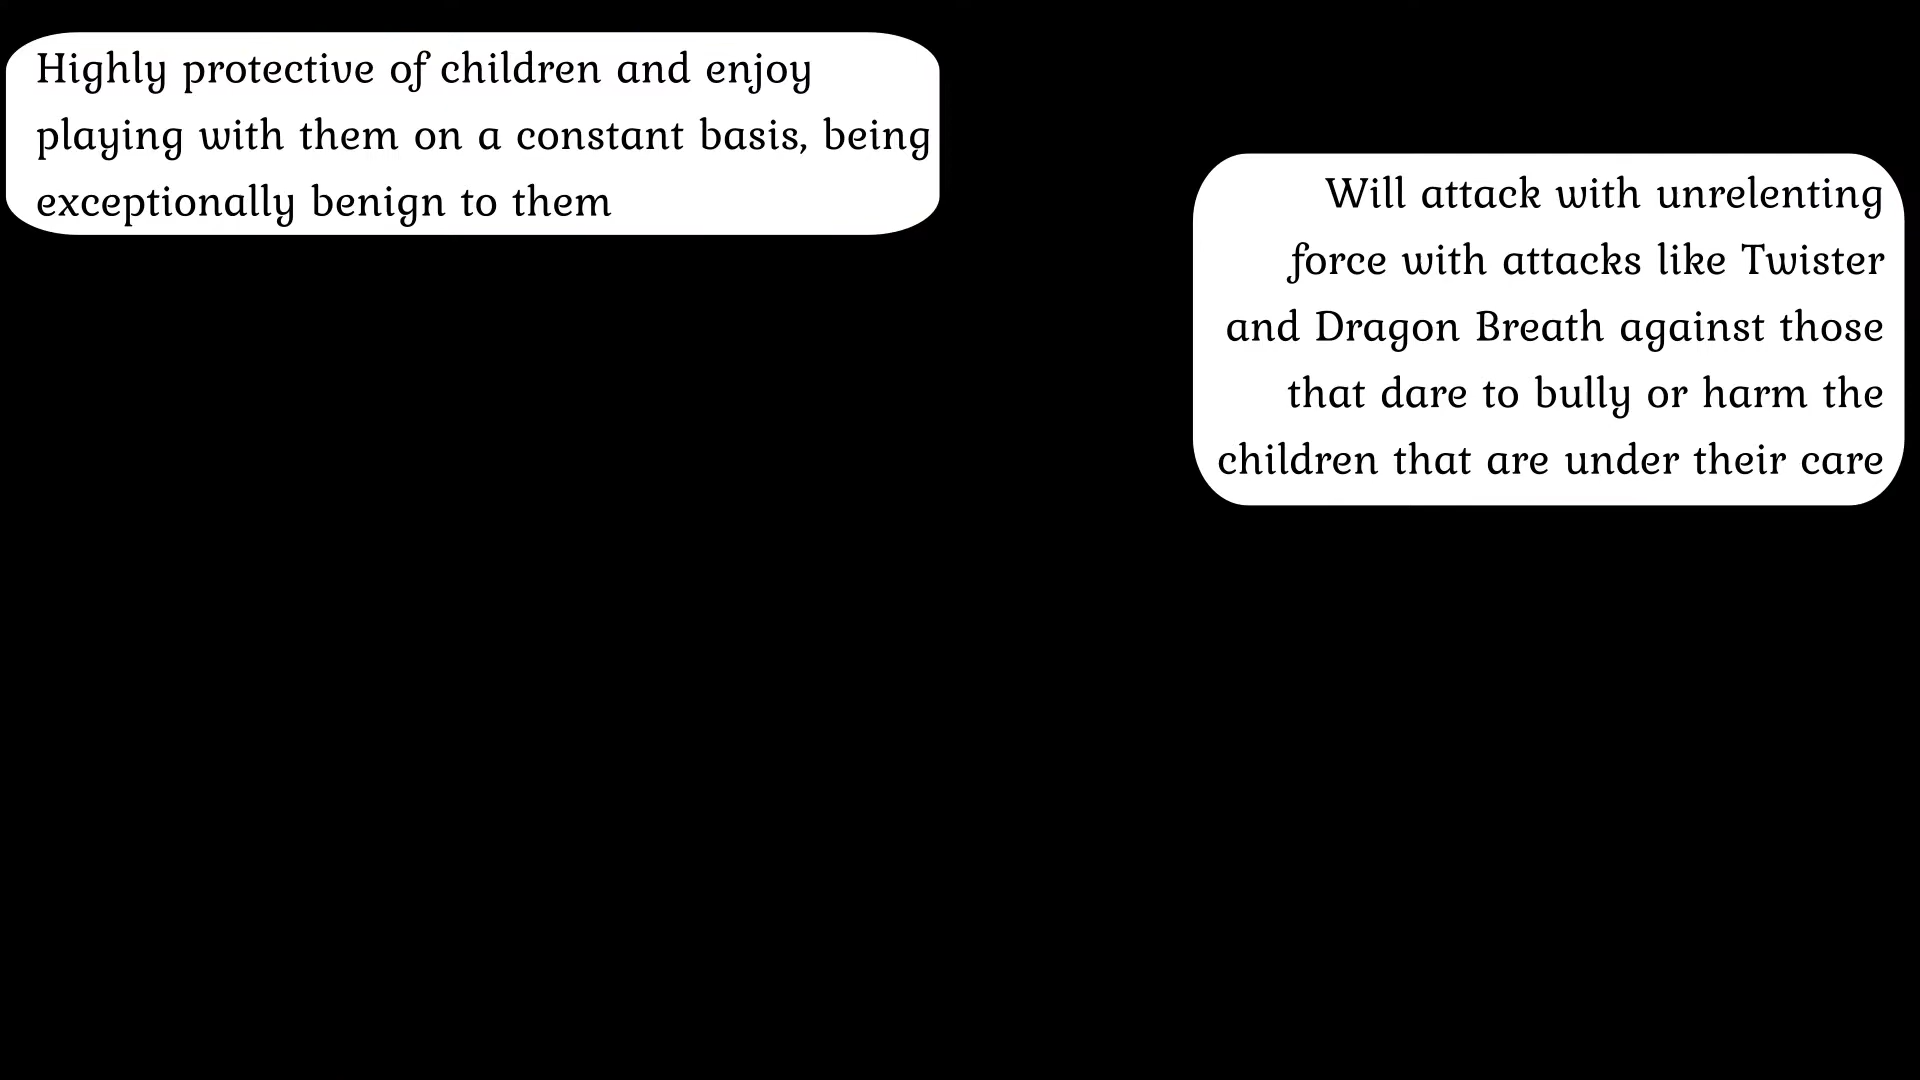 Highly protective of children and enjoy
playing with them on a constant basis, being
exceptionally benign to them
Will attack with unrelenting
force with attacks like Twister
and Dragon Breath against those
that dare to bully or harm the
children that are under their care